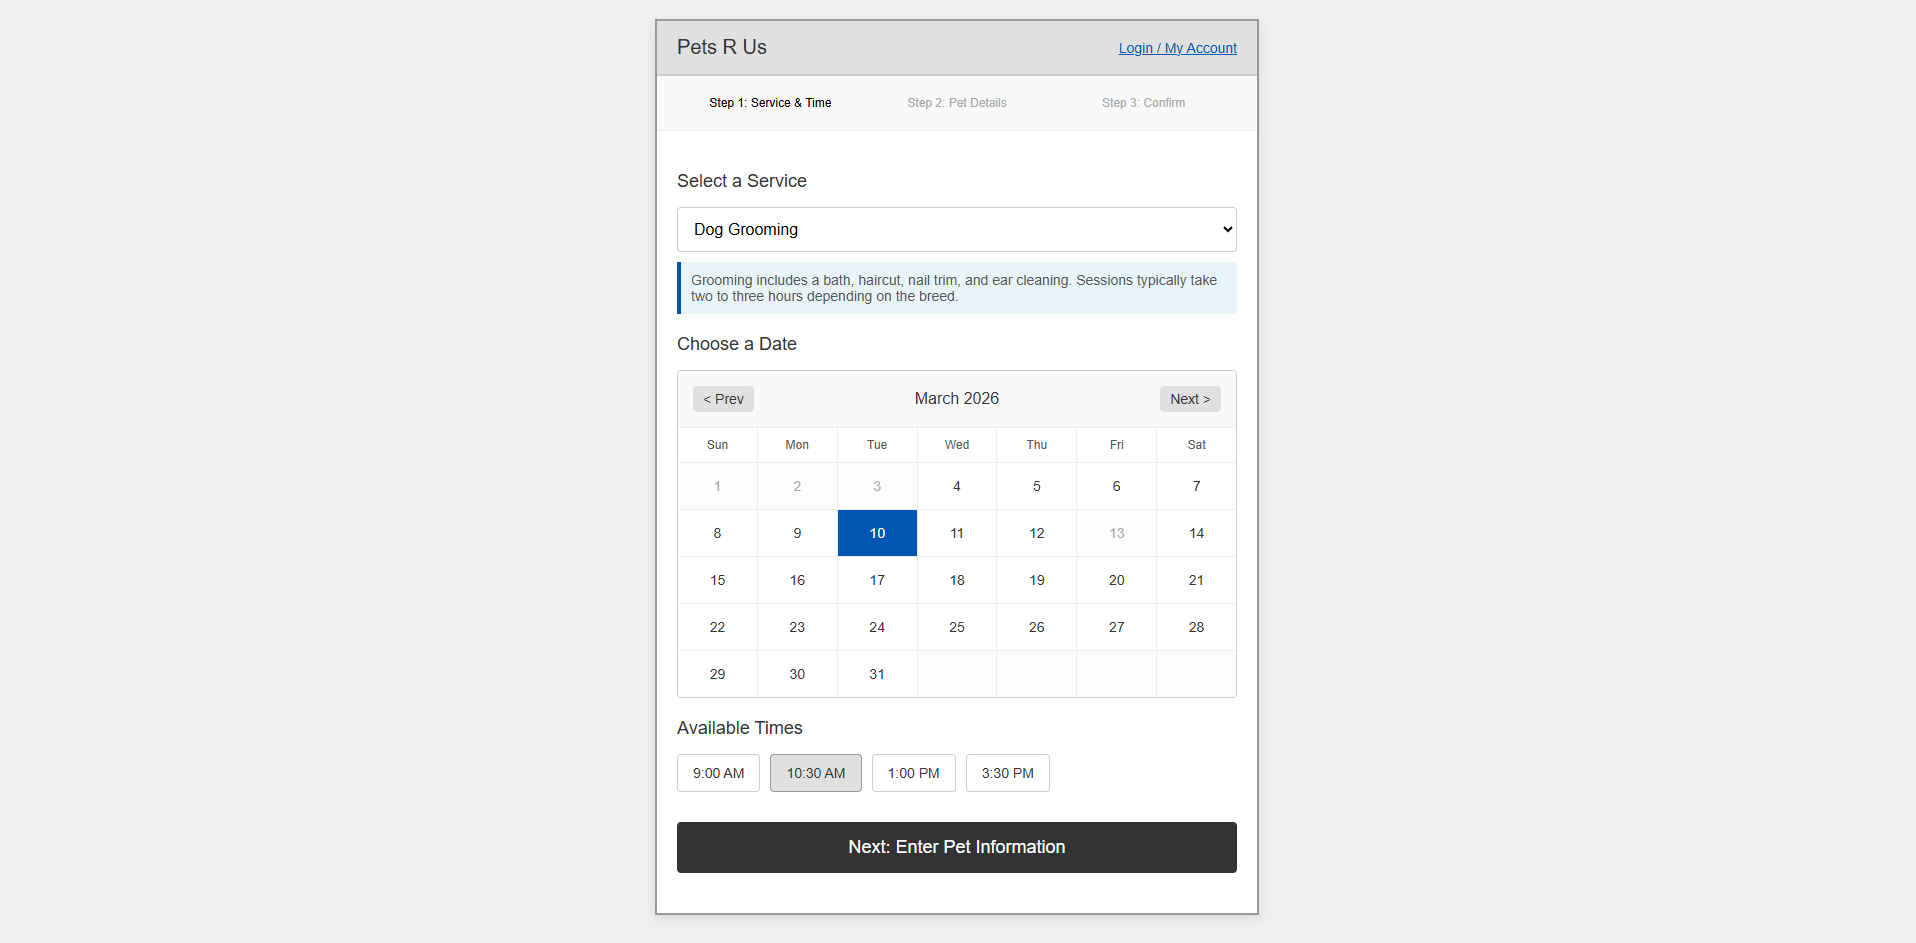 Pets R Us
Login / My Account
Step 1: Service & Time
Step 2: Pet Details
Step 3: Confirm
Select a Service
Dog Grooming
Grooming includes a bath, haircut, nail trim, and ear cleaning. Sessions typically take
two to three hours depending on the breed.
Choose a Date
< Prev
March 2026
Next >
Sun Mon Tue Wed Thu Fri Sat
1 2 3 4 5 6 7
8 9 10 11 12 13 14
15 16 17 18 19 20 21
22 23 24 25 26 27 28
29 30 31
Available Times
9:00 AM
10:30 AM
1:00 PM
3:30 PM
Next: Enter Pet Information